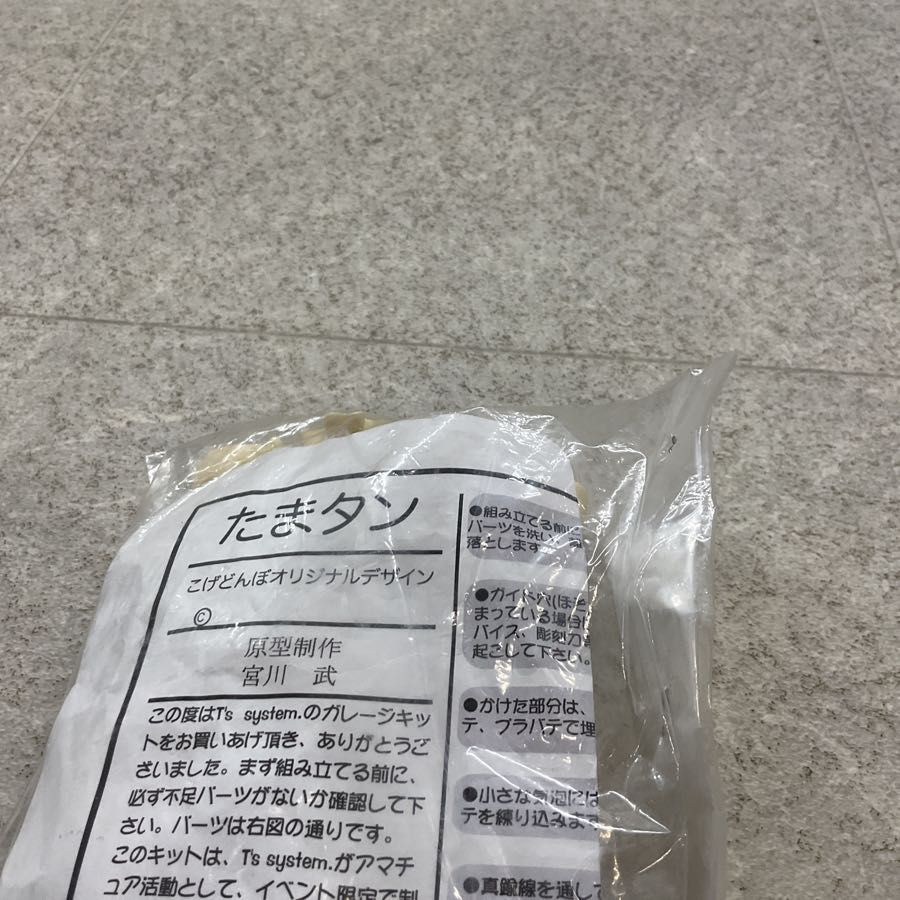 たまタン
こげどんぼオリジナルデザイン
©
原型制作
宮川　武
この度はT's system.のガレージキッ
トをお買いあげ頂き、ありがとうご
ざいました。まず組み立てる前に、
必ず不足パーツがないか確認して下
さい。パーツは右図の通りです。
このキットは、T's system.がアマチ
ュア活動として、イベント限定で制
●組み立てる前に
パーツを洗い、
落とします
●ガイド穴(ほ
まっている場合
バイス、彫刻刀
起こして下さい。
●かけた部分は、
テ、プラパテで埋
●小さな気泡には
テを練り込みます
●真鍮線を通して